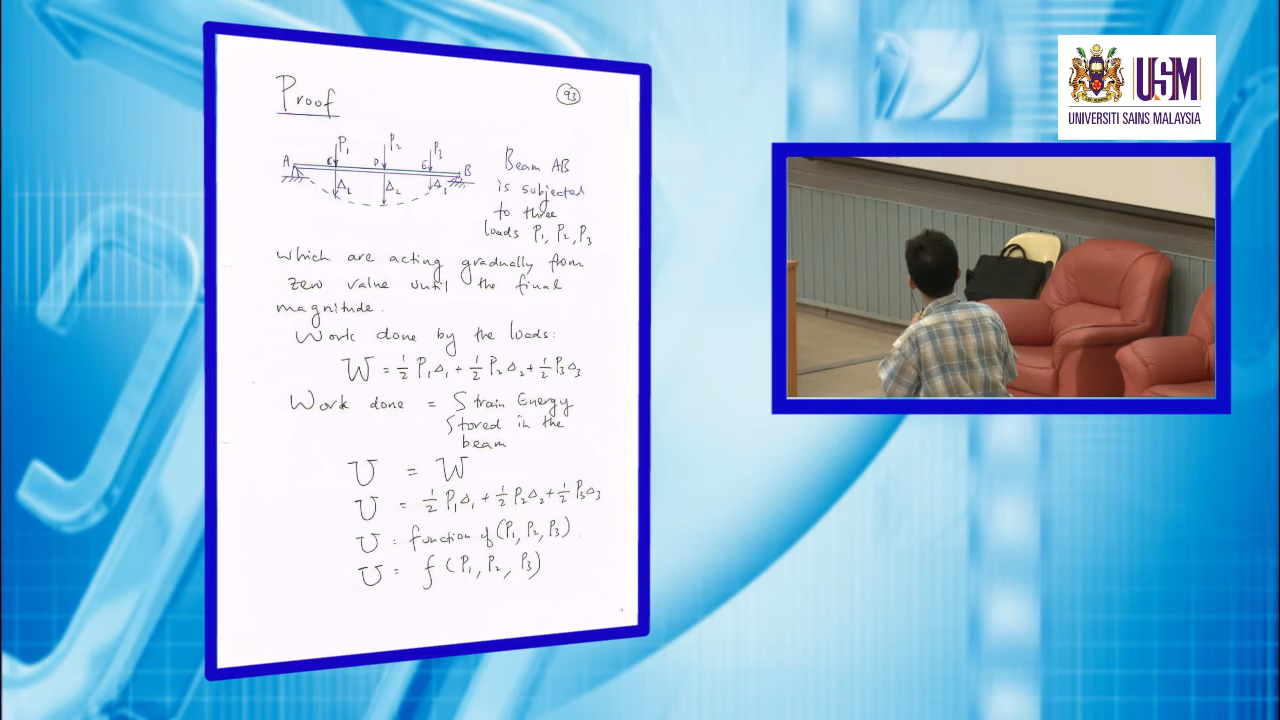 Proof
93
P1
P2
P3
A
C
D
E
B
Δ1
Δ2
Δ3
Beam AB
is subjected
to three
loads P1, P2, P3
which are acting gradually from
zero value until the final
magnitude.
Work done by the loads:
W = 1/2 P1Δ1 + 1/2 P2Δ2 + 1/2 P3Δ3
Work done = Strain Energy
Stored in the
beam
U = W
U = 1/2 P1Δ1 + 1/2 P2Δ2 + 1/2 P3Δ3
U : function of (P1, P2, P3).
U = f (P1, P2, P3)
USM
UNIVERSITI SAINS MALAYSIA